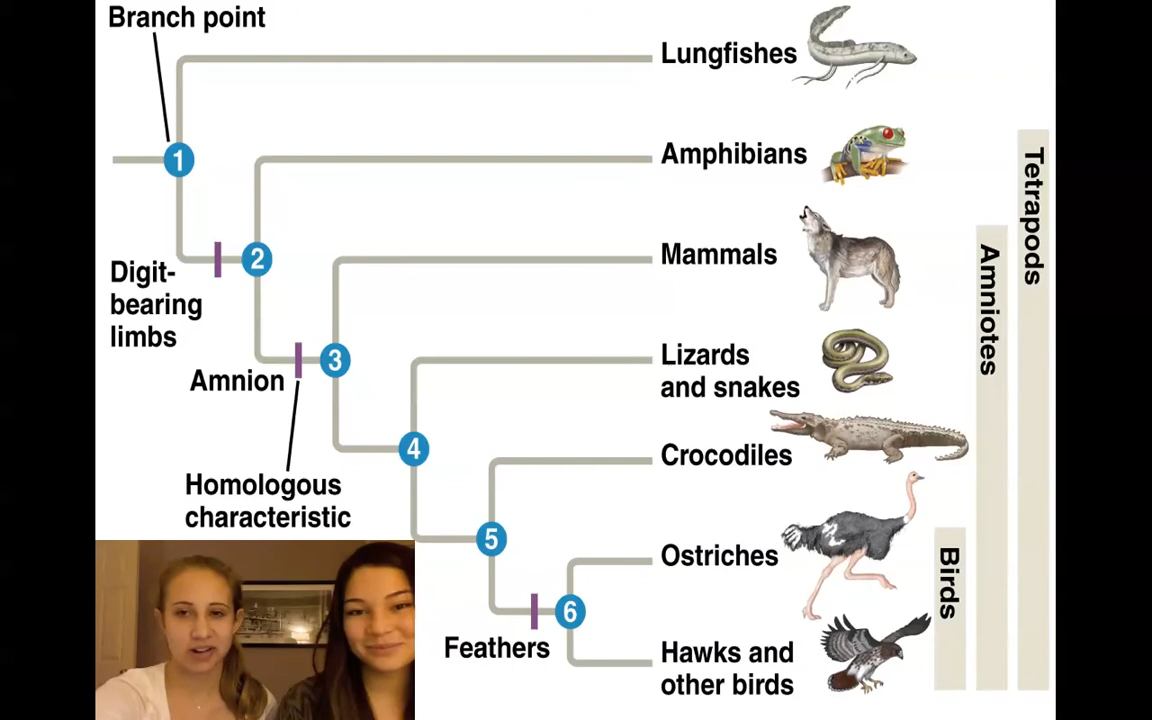 Branch point
Lungfishes
1
Amphibians
Tetrapods
2
Mammals
Digit-
bearing
limbs
Amniotes
3
Lizards
and snakes
Amnion
4
Crocodiles
Homologous
characteristic
5
Ostriches
Birds
6
Feathers
Hawks and
other birds